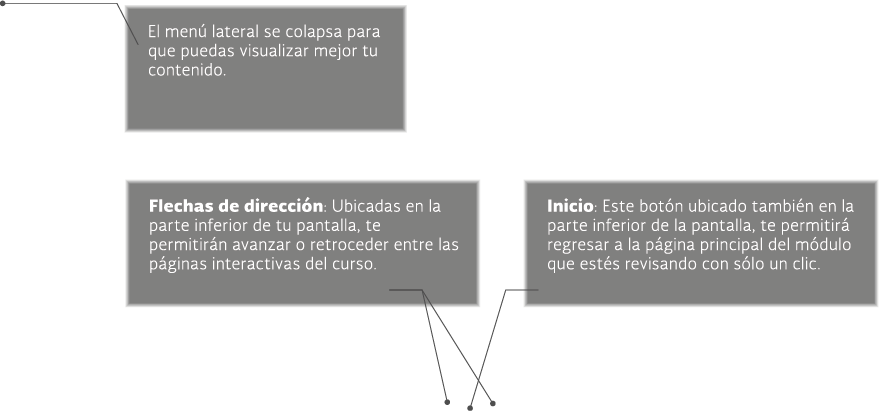 El menú lateral se colapsa para
que puedas visualizar mejor tu
contenido.
Flechas de dirección: Ubicadas en la
parte inferior de tu pantalla, te
permitirán avanzar o retroceder entre las
páginas interactivas del curso.
Inicio: Este botón ubicado también en la
parte inferior de la pantalla, te permitirá
regresar a la página principal del módulo
que estés revisando con sólo un clic.